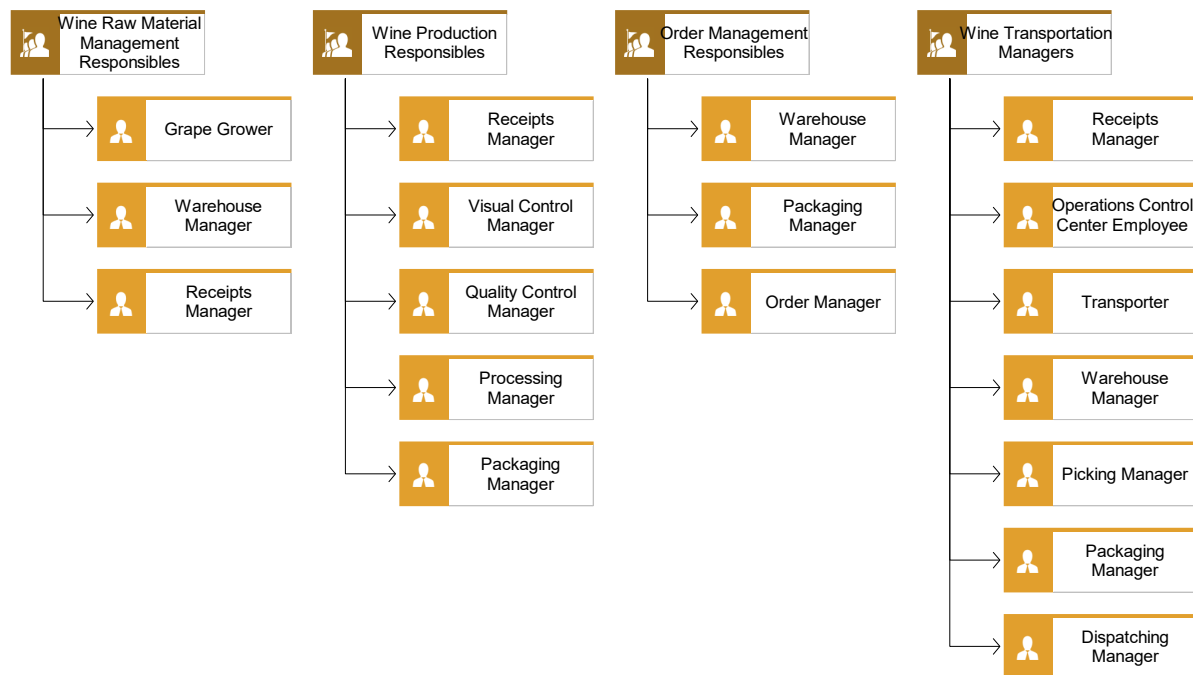 Wine Raw Material
Management
Responsibles
Grape Grower
Warehouse
Manager
Receipts
Manager
Wine Production
Responsibles
Receipts
Manager
Visual Control
Manager
Quality Control
Manager
Processing
Manager
Packaging
Manager
Order Management
Responsibles
Warehouse
Manager
Packaging
Manager
Order Manager
Wine Transportation
Managers
Receipts
Manager
Operations Control
Center Employee
Transporter
Warehouse
Manager
Picking Manager
Packaging
Manager
Dispatching
Manager